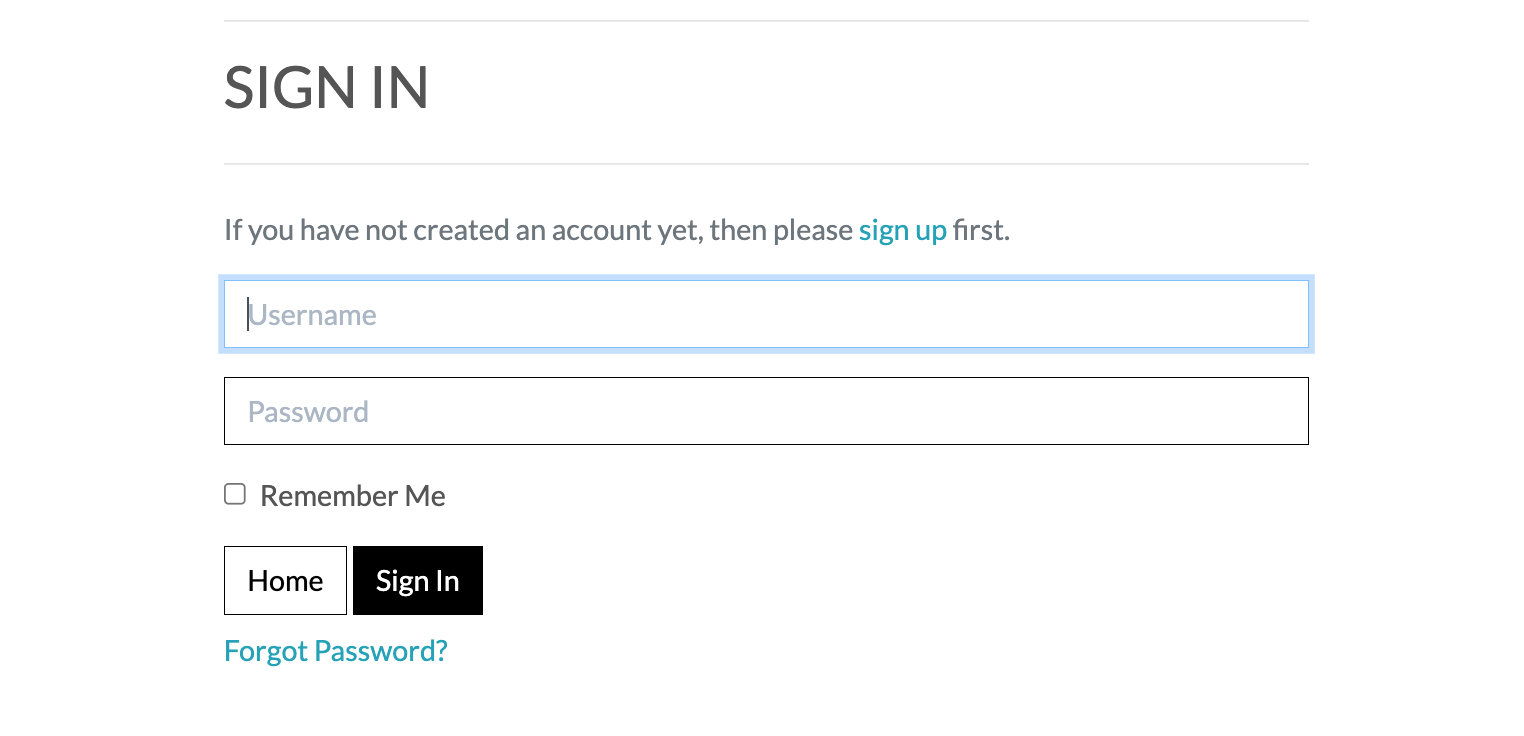 SIGN IN
If you have not created an account yet, then please sign up first.
Username
Password
Remember Me
Home Sign In
Forgot Password?